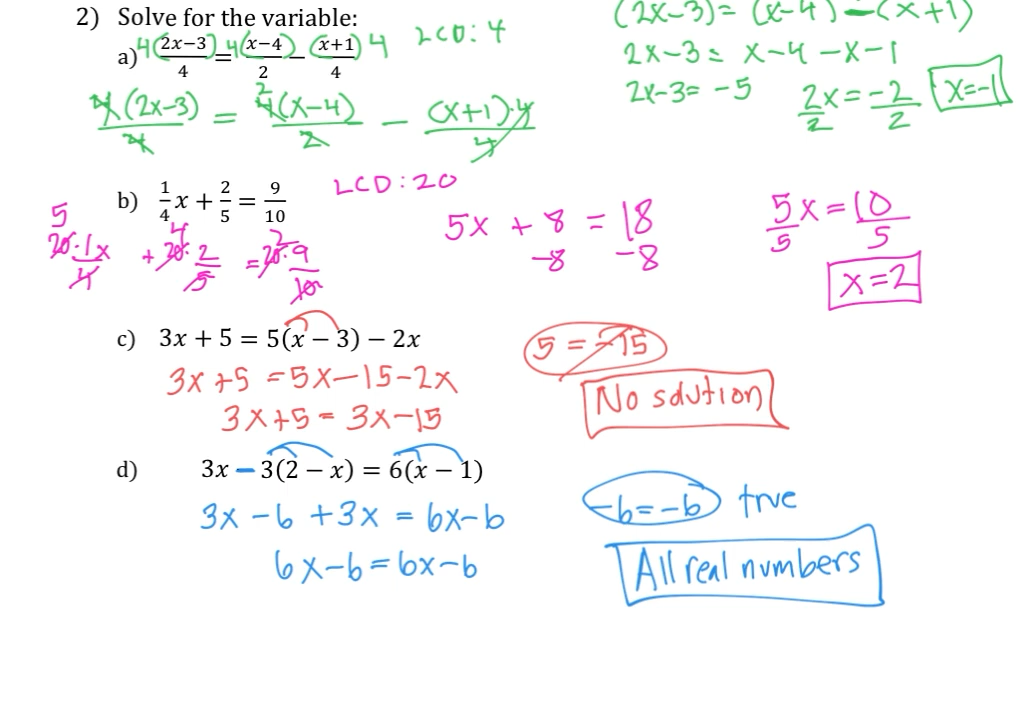 2) Solve for the variable:
a) 4(2x−3)/4 = 4(x−4)/2 − (x+1)/4 4 LCD: 4
4(2x−3)/4 = 4(x−4)/2 2 − (x+1)·4/4
(2x−3) = (x−4) − (x+1)
2x−3 = x−4 −x−1
2x−3 = −5
2x/2 = −2/2
x=−1
b) 1/4 x + 2/5 = 9/10 LCD: 20
5 20·1x/4 + 4 20·2/5 = 2 20·9/10
5x + 8 = 18
−8 −8
5x/5 = 10/5
x=2
c) 3x + 5 = 5(x − 3) − 2x
3x +5 = 5x−15−2x
3x+5 = 3x−15
5 = −15
No solution
d) 3x − 3(2 − x) = 6(x − 1)
3x −6 +3x = 6x−6
6x−6 = 6x−6
−6=−6 true
All real numbers